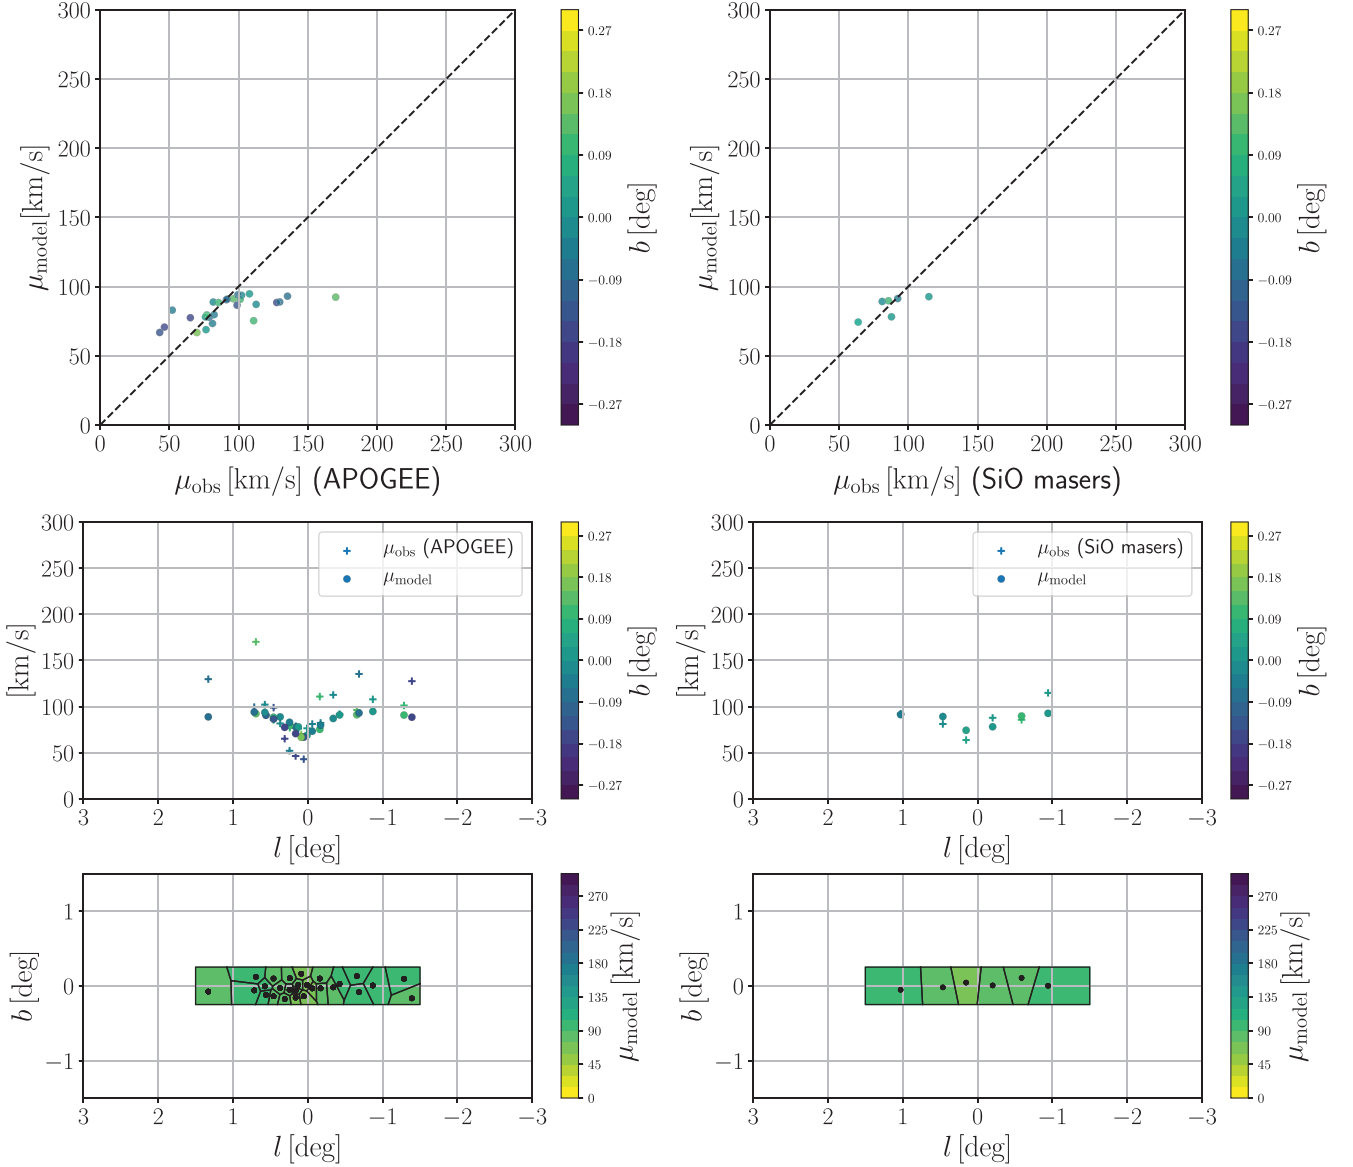 300
250
200
150
100
50
0
μmodel[km/s]
0 50 100 150 200 250 300
μobs [km/s] (APOGEE)
0.27
0.18
0.09
0.00
−0.09
−0.18
−0.27
b [deg]
300
250
200
150
100
50
0
μmodel[km/s]
0 50 100 150 200 250 300
μobs [km/s] (SiO masers)
0.27
0.18
0.09
0.00
−0.09
−0.18
−0.27
b [deg]
300
250
200
150
100
50
0
[km/s]
μobs (APOGEE)
μmodel
3 2 1 0 −1 −2 −3
l [deg]
0.27
0.18
0.09
0.00
−0.09
−0.18
−0.27
b [deg]
300
250
200
150
100
50
0
[km/s]
μobs (SiO masers)
μmodel
3 2 1 0 −1 −2 −3
l [deg]
0.27
0.18
0.09
0.00
−0.09
−0.18
−0.27
b [deg]
1
0
−1
b [deg]
3 2 1 0 −1 −2 −3
l [deg]
270
225
180
135
90
45
0
μmodel [km/s]
1
0
−1
b [deg]
3 2 1 0 −1 −2 −3
l [deg]
270
225
180
135
90
45
0
μmodel [km/s]